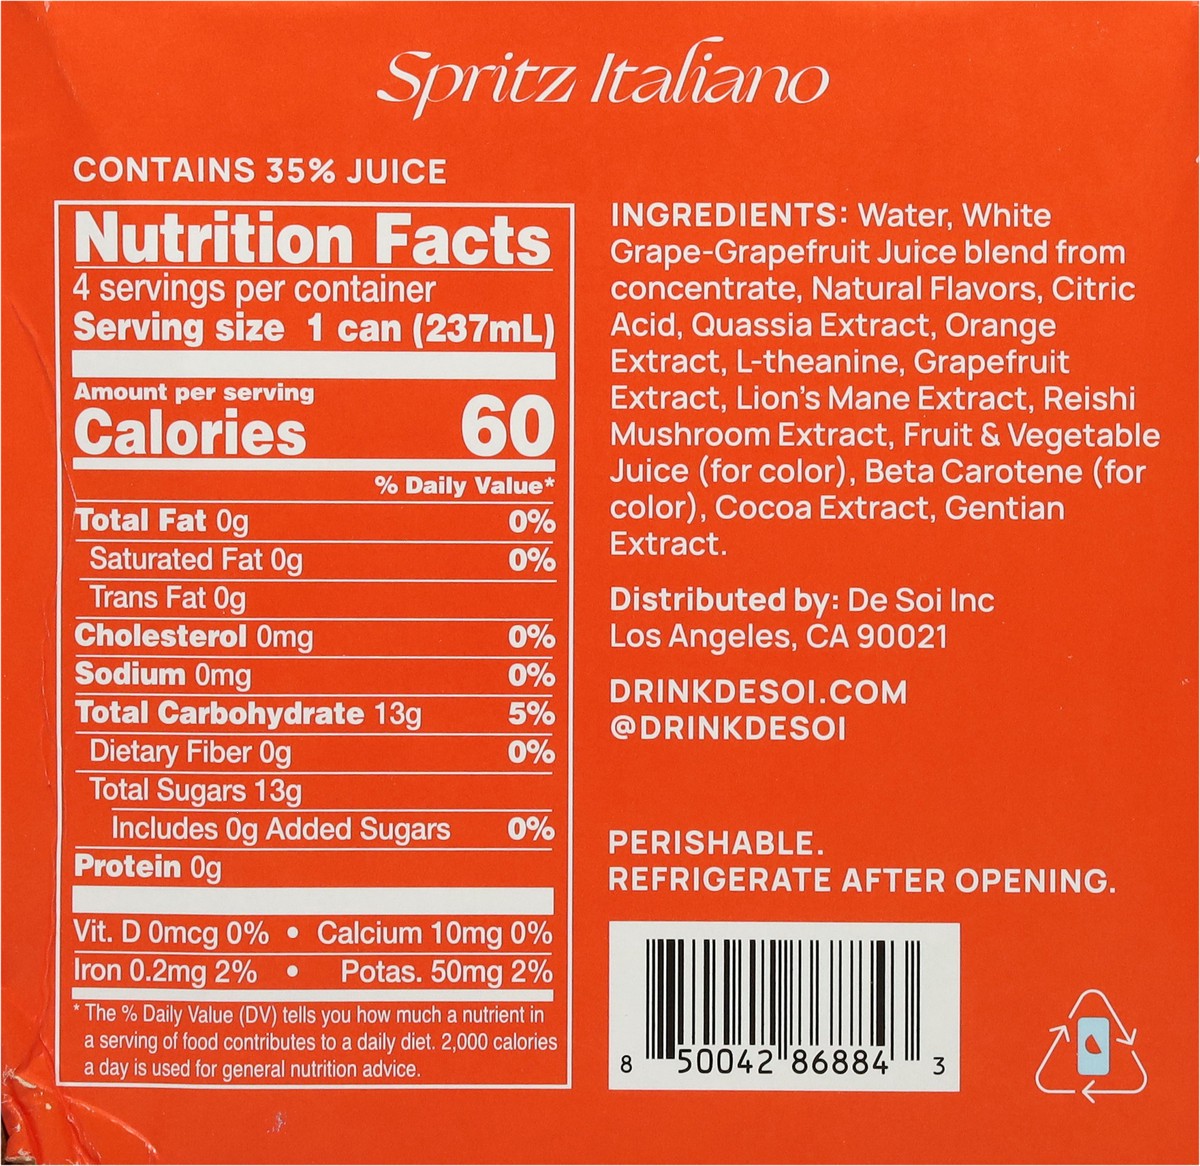 Spritz Italiano
CONTAINS 35% JUICE
Nutrition Facts
4 servings per container
Serving size 1 can (237mL)
Amount per serving
Calories 60
% Daily Value*
Total Fat 0g 0%
Saturated Fat 0g 0%
Trans Fat 0g
Cholesterol 0mg 0%
Sodium 0mg 0%
Total Carbohydrate 13g 5%
Dietary Fiber 0g 0%
Total Sugars 13g
Includes 0g Added Sugars 0%
Protein 0g
Vit. D 0mcg 0% • Calcium 10mg 0%
Iron 0.2mg 2% • Potas. 50mg 2%
* The % Daily Value (DV) tells you how much a nutrient in
a serving of food contributes to a daily diet. 2,000 calories
a day is used for general nutrition advice.
INGREDIENTS: Water, White
Grape-Grapefruit Juice blend from
concentrate, Natural Flavors, Citric
Acid, Quassia Extract, Orange
Extract, L-theanine, Grapefruit
Extract, Lion's Mane Extract, Reishi
Mushroom Extract, Fruit & Vegetable
Juice (for color), Beta Carotene (for
color), Cocoa Extract, Gentian
Extract.
Distributed by: De Soi Inc
Los Angeles, CA 90021
DRINKDESOI.COM
@DRINKDESOI
PERISHABLE.
REFRIGERATE AFTER OPENING.
8 50042 86884 3